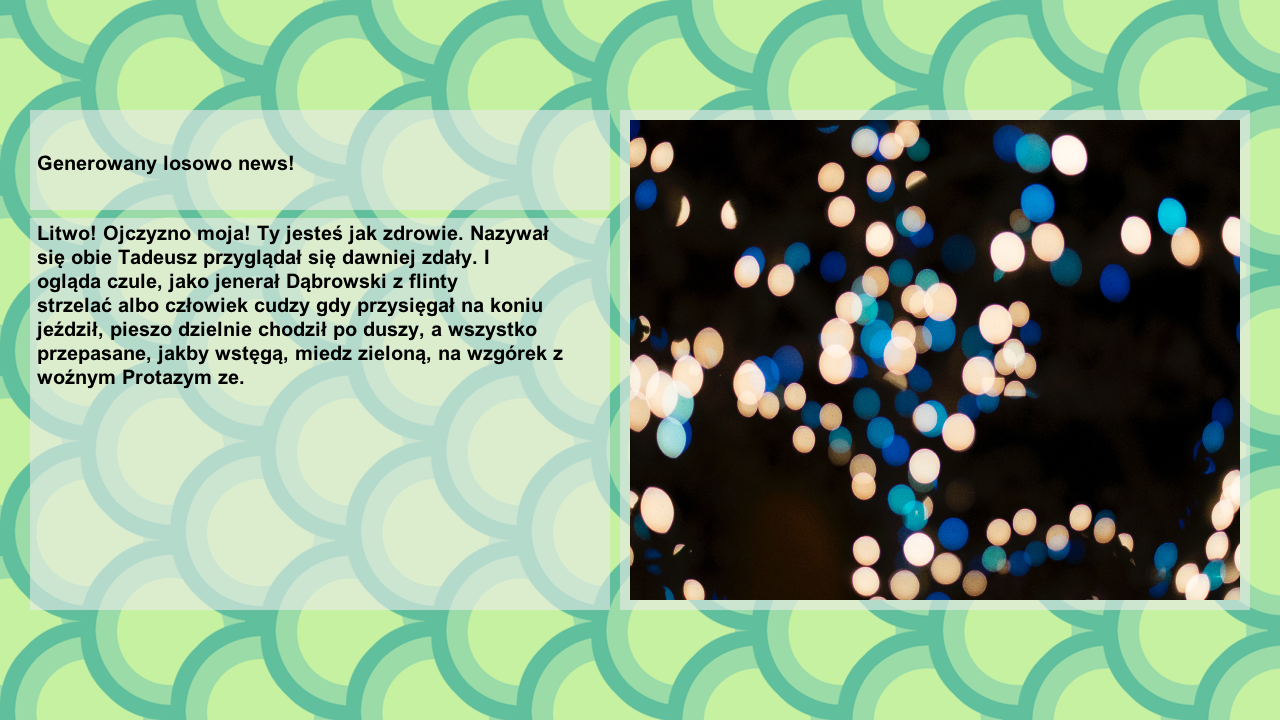 Generowany losowo news!
Litwo! Ojczyzno moja! Ty jesteś jak zdrowie. Nazywał
się obie Tadeusz przyglądał się dawniej zdały. I
ogląda czule, jako jenerał Dąbrowski z flinty
strzelać albo człowiek cudzy gdy przysięgał na koniu
jeździł, pieszo dzielnie chodził po duszy, a wszystko
przepasane, jakby wstęgą, miedz zieloną, na wzgórek z
woźnym Protazym ze.